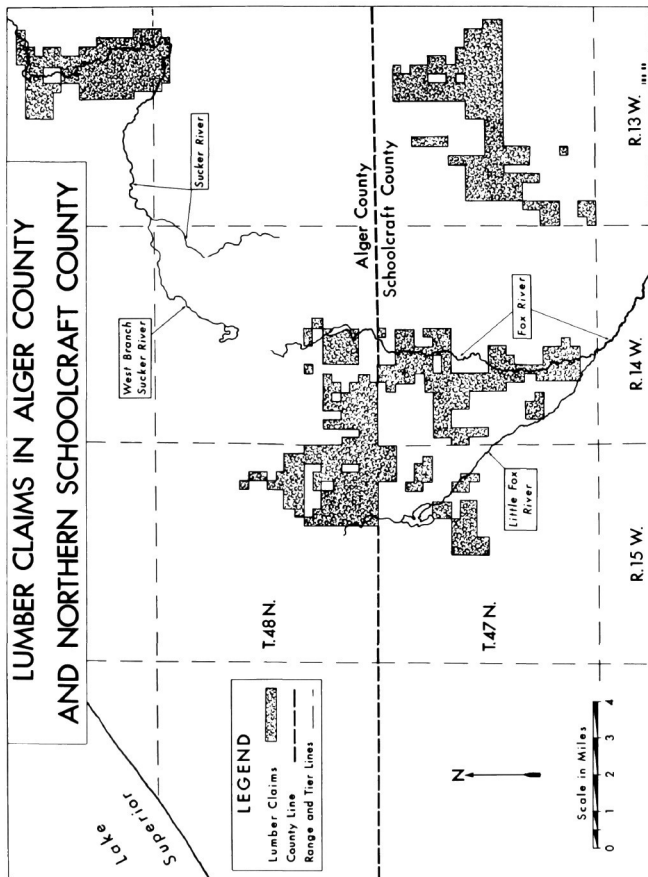 LUMBER CLAIMS IN ALGER COUNTY
AND NORTHERN SCHOOLCRAFT COUNTY
Lake
Superior
West Branch
Sucker River
Sucker River
LEGEND
Lumber Claims
County Line
Range and Tier Lines
T.48 N.
Alger County
Schoolcraft County
N
T.47 N.
Little Fox
River
Fox River
Scale in Miles
0 1 2 3 4
R.15 W.
R.14 W.
R.13 W.